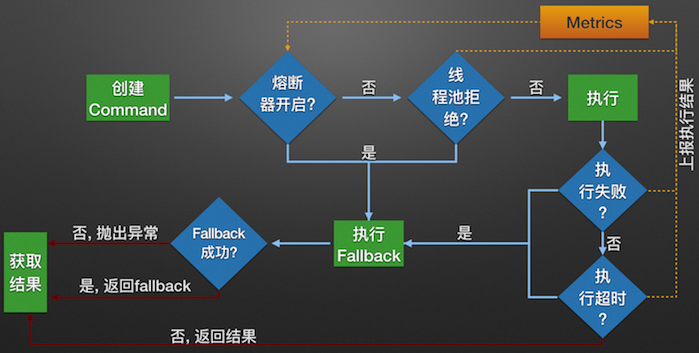 Metrics
创建
Command
熔断
器开启?
否
线
程池拒
绝?
否
执行
上报执行结果
是
执
行失败
?
否, 抛出异常
Fallback
成功?
执行
Fallback
是
否
获取
结果
是, 返回fallback
执
行超时
?
否, 返回结果